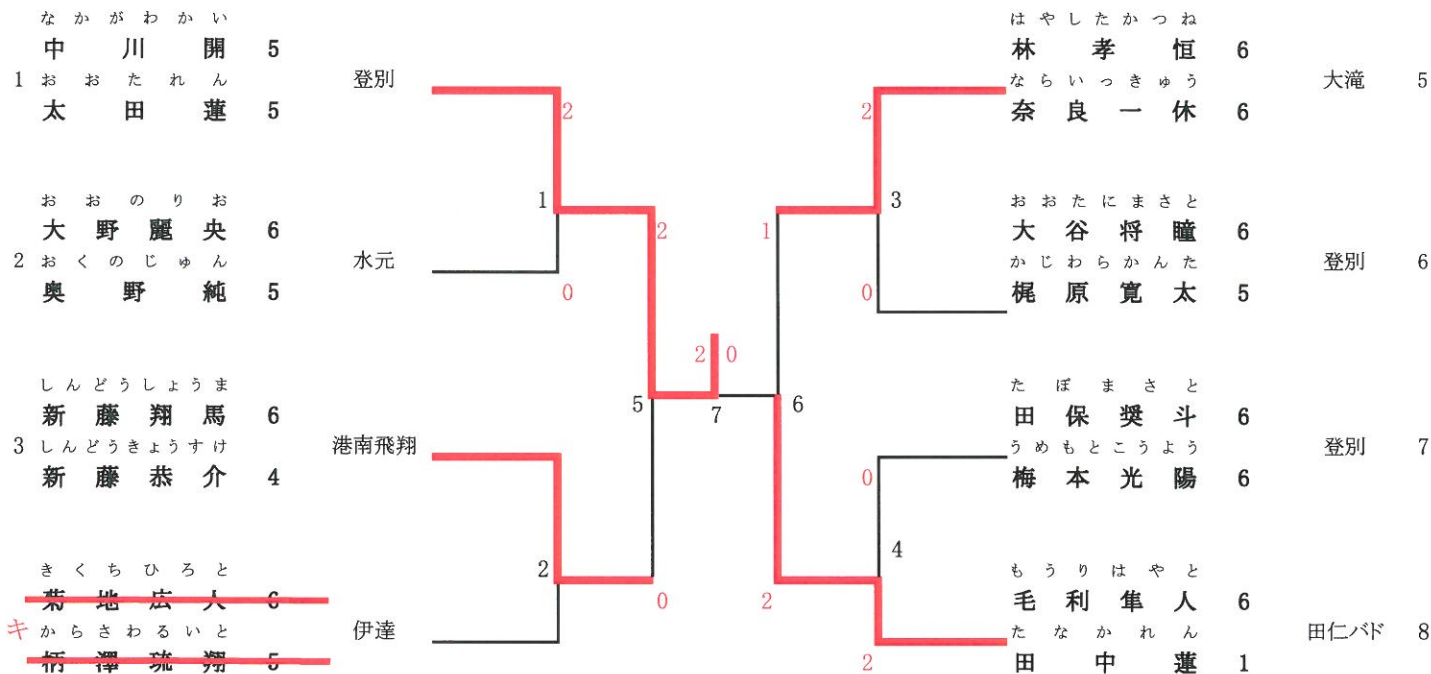 なかがわかい
中川開 5
1 おおたれん 登別
太田蓮 5
2
1
おおのりお
大野麗央 6
2 おくのじゅん 水元
奥野純 5
0
2
しんどうしょうま
新藤翔馬 6
3 しんどうきょうすけ 港南飛翔
新藤恭介 4
2
きくちひろと
菊地広人 6
キ からさわるいと 伊達
柄澤琉翔 5
0
5
2 0
7
6
はやしたかつね
林孝恒 6
ならいっきゅう 大滝 5
奈良一休 6
2
3
1
おおたにまさと
大谷将瞳 6
かじわらかんた 登別 6
梶原寛太 5
0
たぼまさと
田保奨斗 6
うめもとこうよう 登別 7
梅本光陽 6
0
4
もうりはやと
毛利隼人 6
たなかれん 田仁バド 8
田中蓮 1
2
2